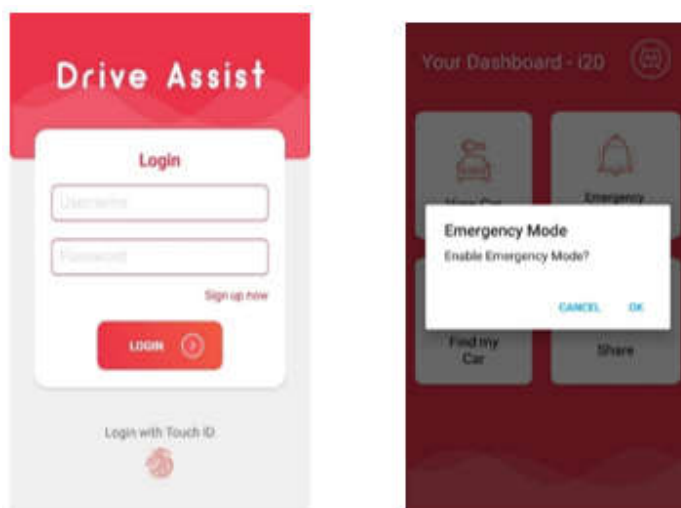 Drive Assist
Login
Username
Password
Sign up now
LOGIN
Login with Touch ID
Your Dashboard - i20
Emergency
Emergency Mode
Enable Emergency Mode?
CANCEL OK
Find my
Car
Share